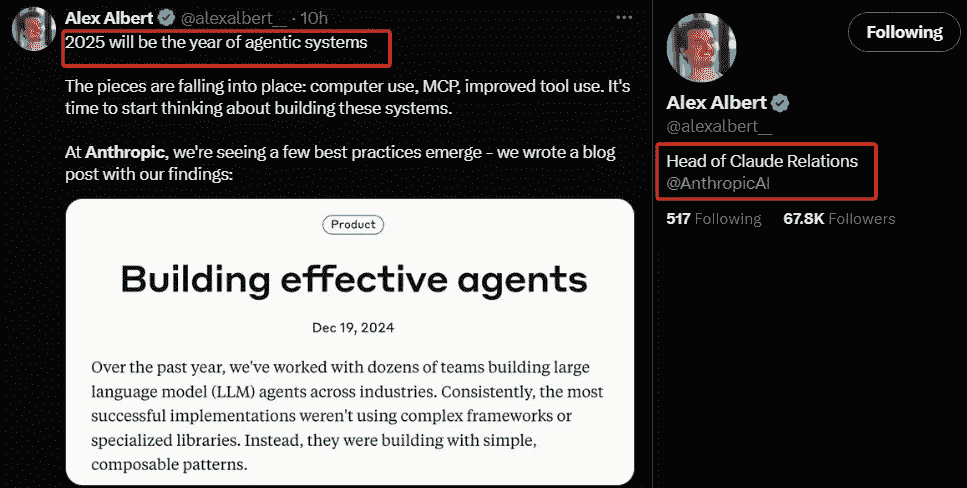 Alex Albert @alexalbert__ · 10h
2025 will be the year of agentic systems
The pieces are falling into place: computer use, MCP, improved tool use. It's
time to start thinking about building these systems.
At Anthropic, we're seeing a few best practices emerge - we wrote a blog
post with our findings:
Product
Building effective agents
Dec 19, 2024
Over the past year, we've worked with dozens of teams building large
language model (LLM) agents across industries. Consistently, the most
successful implementations weren't using complex frameworks or
specialized libraries. Instead, they were building with simple,
composable patterns.
Following
Alex Albert
@alexalbert__
Head of Claude Relations
@AnthropicAI
517 Following 67.8K Followers